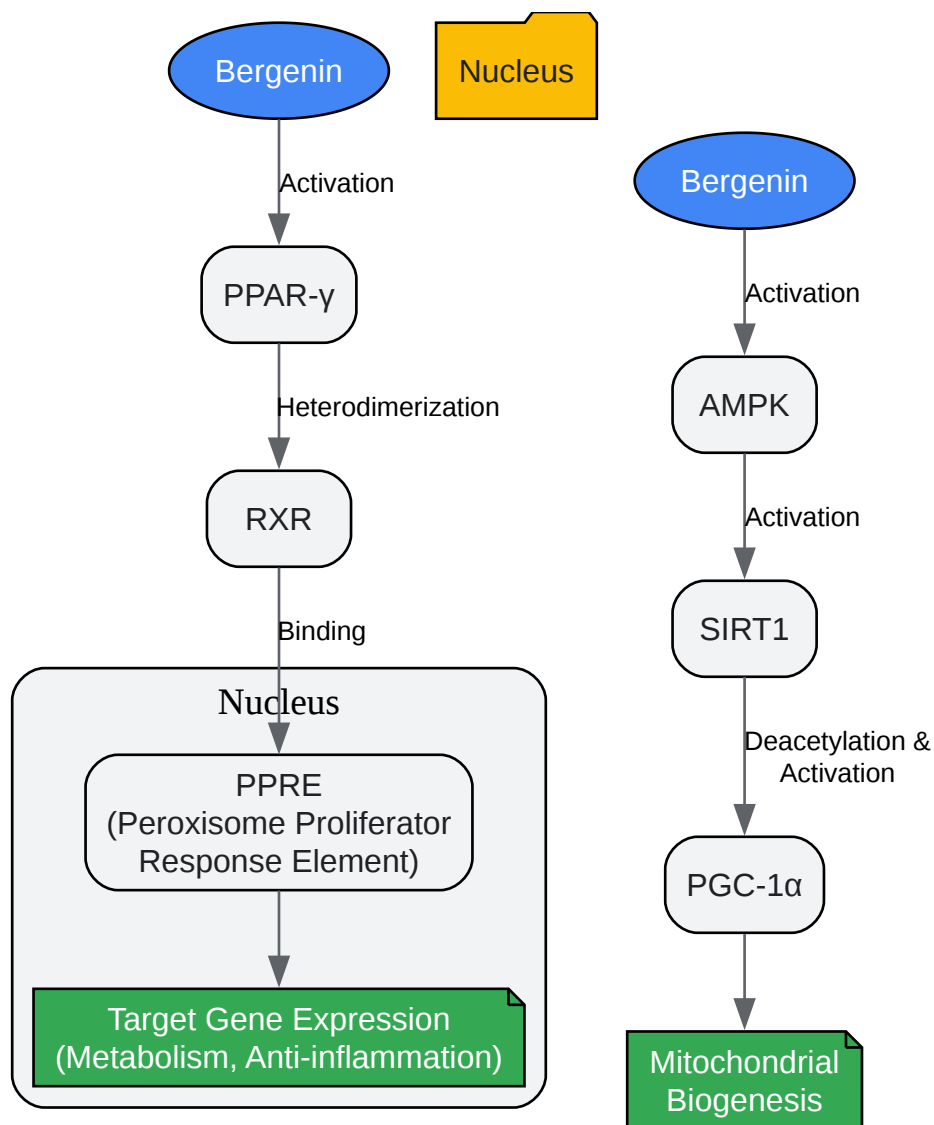 Bergenin
Nucleus
Activation
PPAR-γ
Heterodimerization
RXR
Binding
Nucleus
PPRE
(Peroxisome Proliferator
Response Element)
Target Gene Expression
(Metabolism, Anti-inflammation)
Bergenin
Activation
AMPK
Activation
SIRT1
Deacetylation &
Activation
PGC-1α
Mitochondrial
Biogenesis